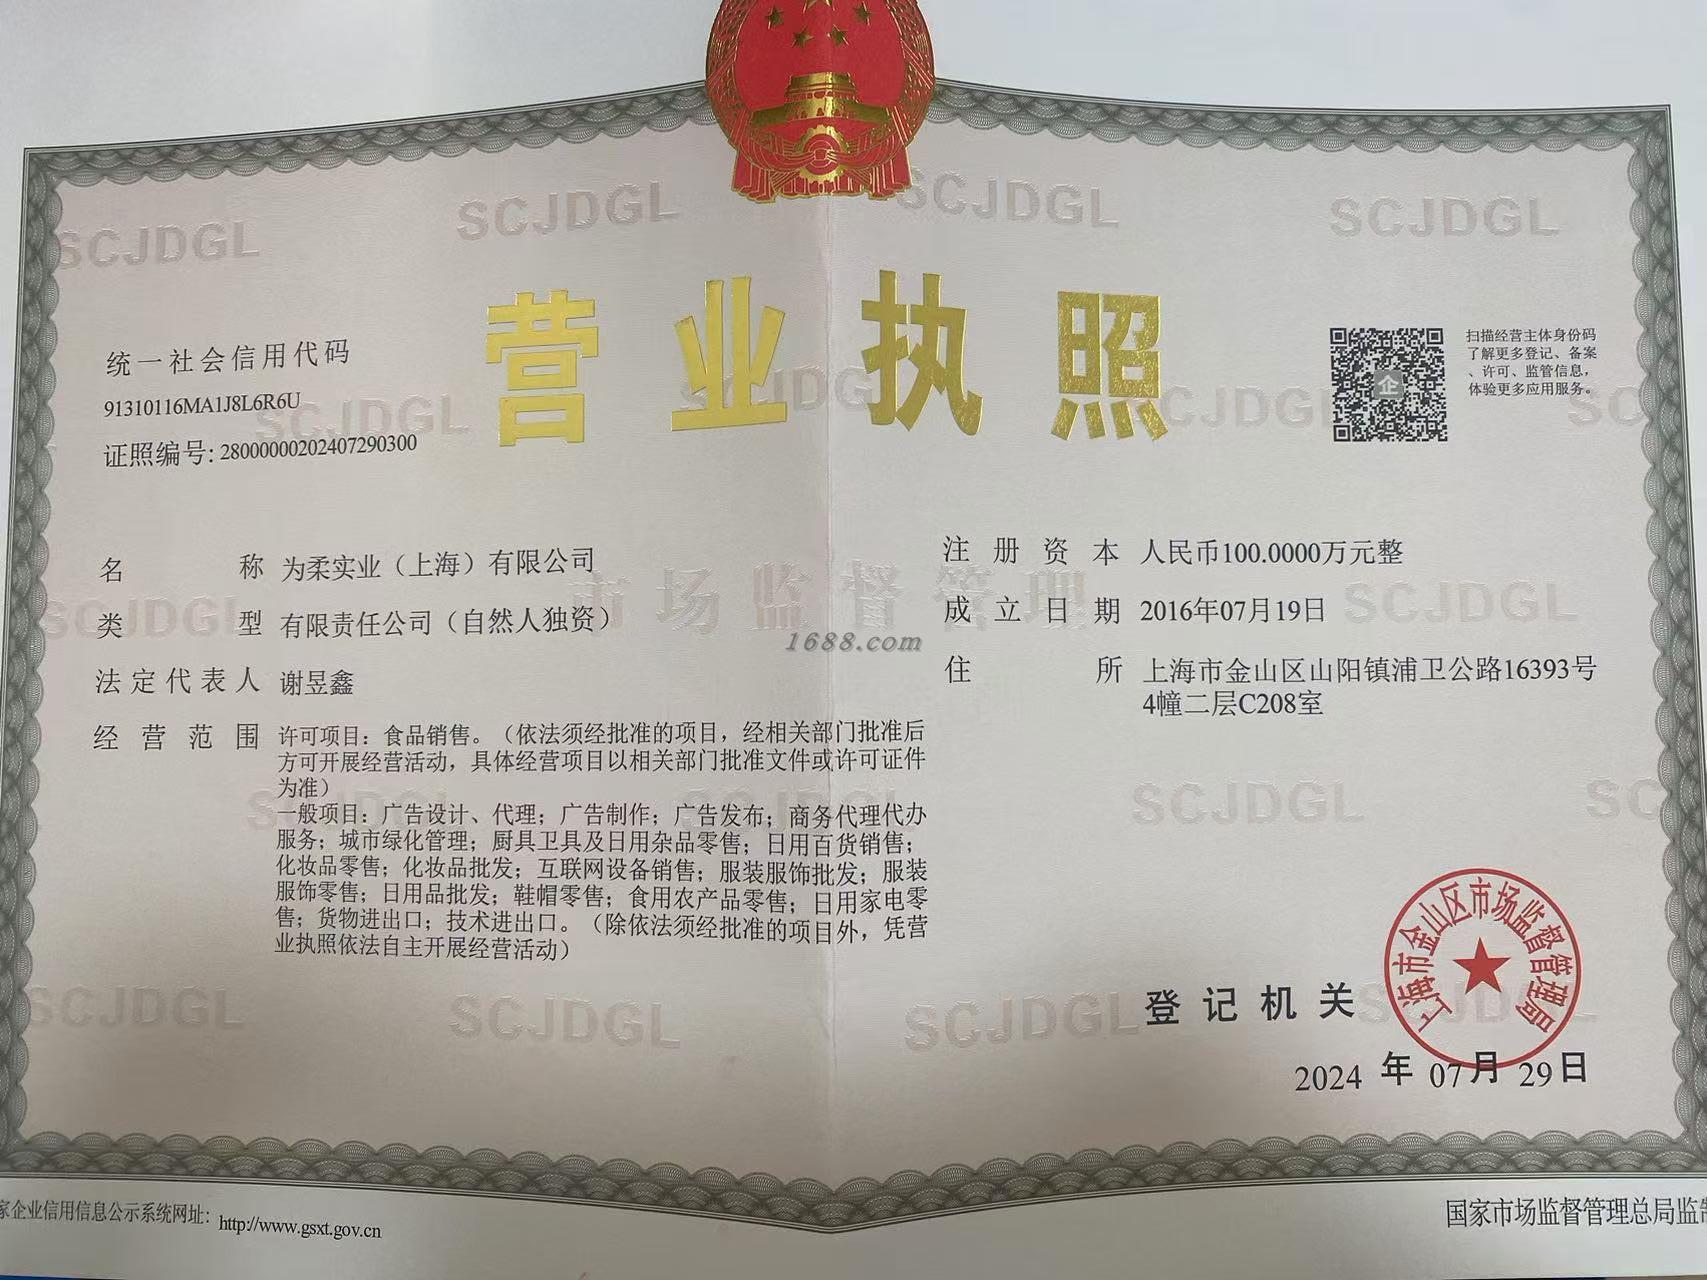 SCJDGL SCJDGL SCJDGL SCJDGL
营业执照
统一社会信用代码
91310116MA1J8L6R6U
证照编号: 28000000202407290300
扫描经营主体身份码
了解更多登记、备案
、许可、监管信息，
体验更多应用服务。
企
SCJDGL SCJDGL SCJDGL SC
名称 为柔实业（上海）有限公司
类型 有限责任公司（自然人独资）
法定代表人 谢昱鑫
经营范围 许可项目：食品销售。（依法须经批准的项目，经相关部门批准后
方可开展经营活动，具体经营项目以相关部门批准文件或许可证件
为准）
一般项目：广告设计、代理；广告制作；广告发布；商务代理代办
服务；城市绿化管理；厨具卫具及日用杂品零售；日用百货销售；
化妆品零售；化妆品批发；互联网设备销售；服装服饰批发；服装
服饰零售；日用品批发；鞋帽零售；食用农产品零售；日用家电零
售；货物进出口；技术进出口。（除依法须经批准的项目外，凭营
业执照依法自主开展经营活动）
注册资本 人民币100.0000万元整
成立日期 2016年07月19日
住所 上海市金山区山阳镇浦卫公路16393号
4幢二层C208室
SCJDGL 市场监督管理 SCJDGL
1688.com
SCJDGL SCJDGL SC
SCJDGL SCJDGL SCJDGL SCJDGL
登记机关
上海市金山区市场监督管理局
2024 年 07 月 29 日
家企业信用信息公示系统网址： http://www.gsxt.gov.cn
国家市场监督管理总局监制